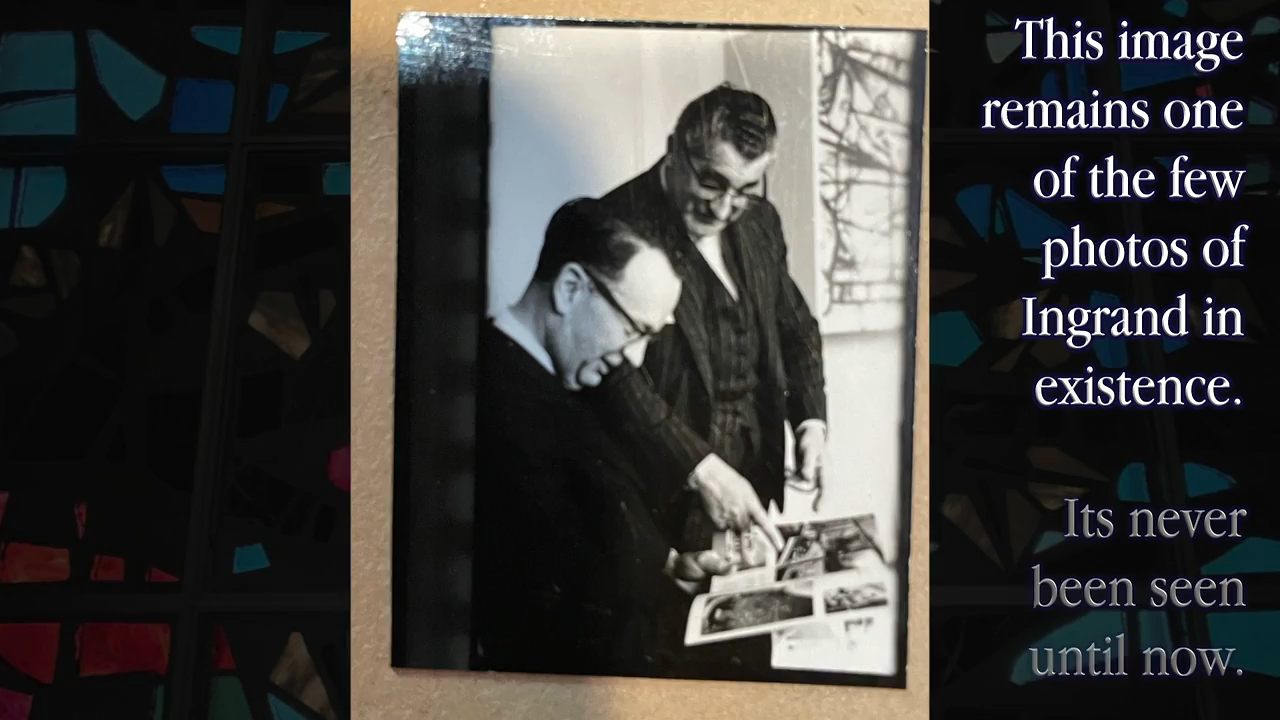 This image
remains one
of the few
photos of
Ingrand in
existence.
Its never
been seen
until now.